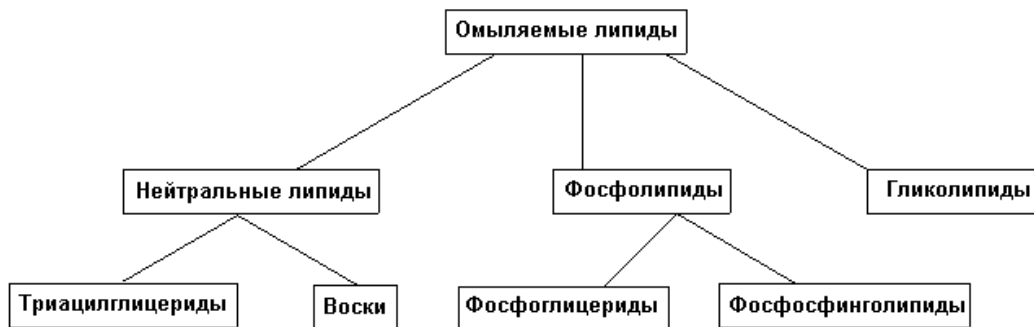 Омыляемые липиды
Нейтральные липиды
Фосфолипиды
Гликолипиды
Триацилглицериды
Воски
Фосфоглицериды
Фосфосфинголипиды